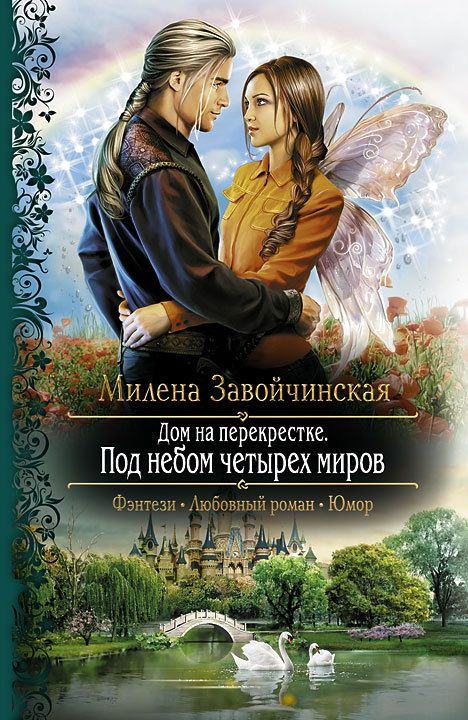 Милена Завойчинская
Дом на перекрестке.
Под небом четырех миров
Фэнтези • Любовный роман • Юмор